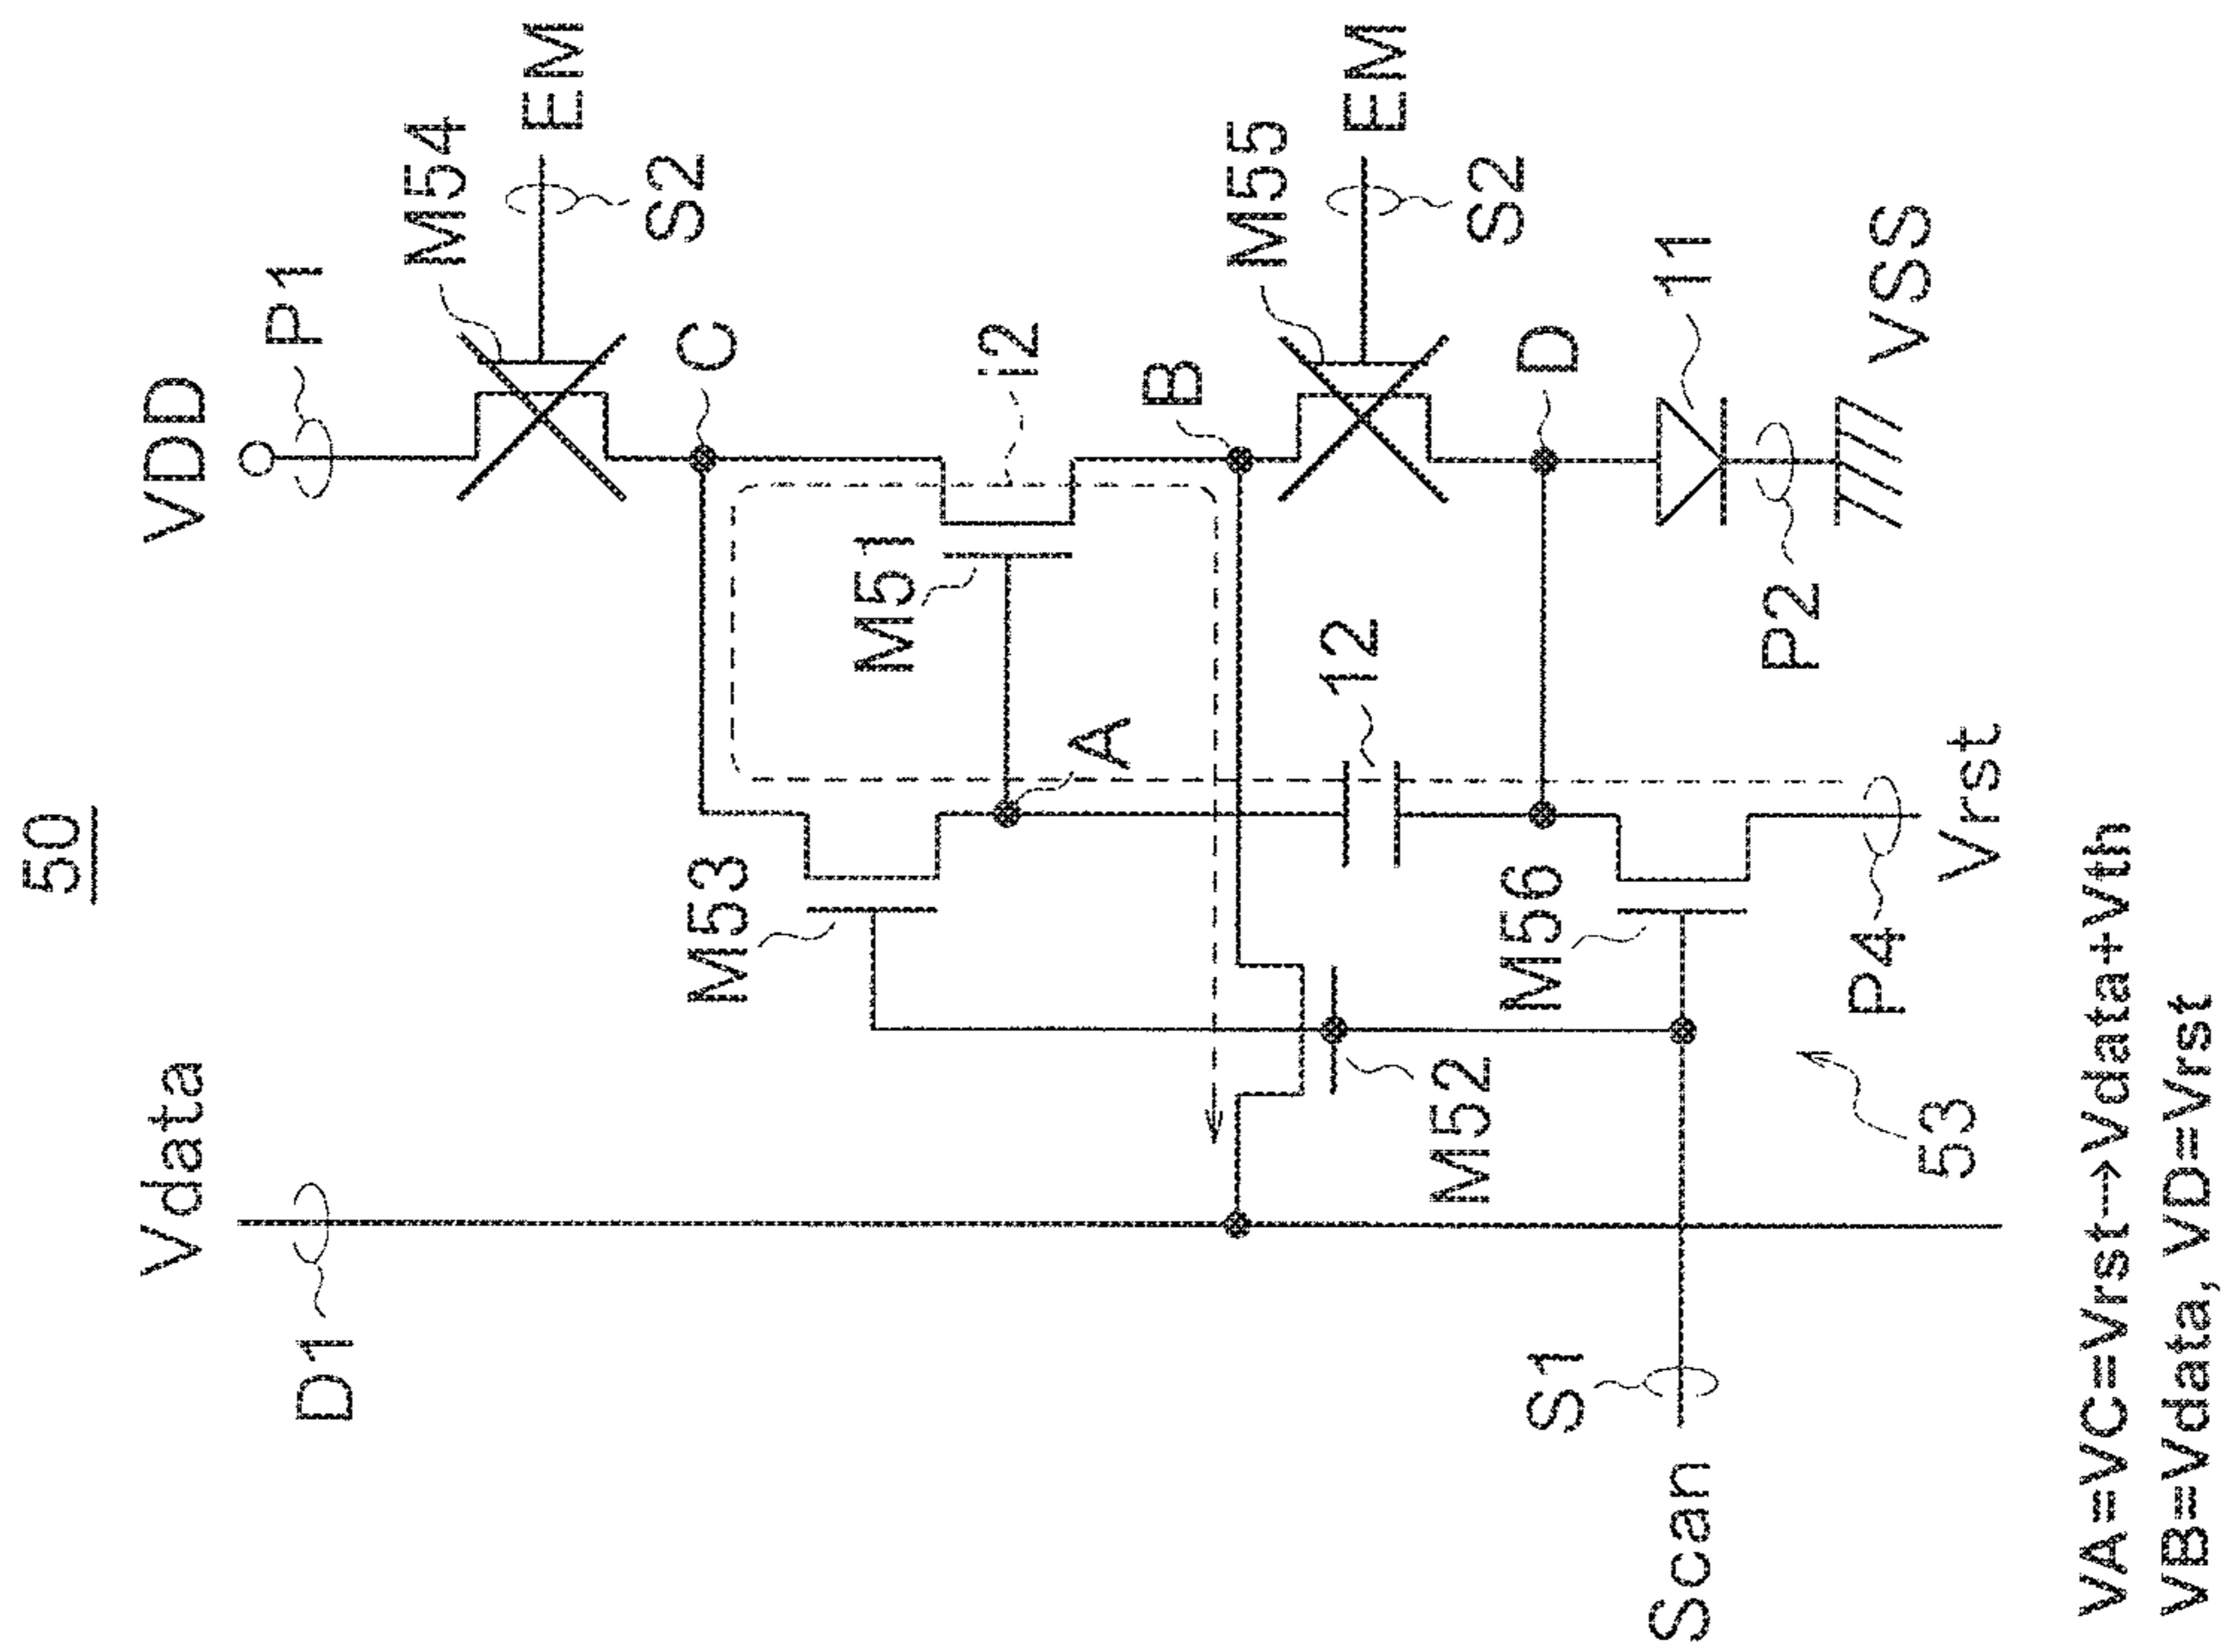 50
VDD
P1
Vdata
D1
M54
EM
S2
C
M53
M51
i2
A
B
12
M55
EM
S2
M52
M56
D
11
S1
Scan
P2
VSS
P4
Vrst
53
VA=VC=Vrst→Vdata+Vth
VB=Vdata, VD=Vrst